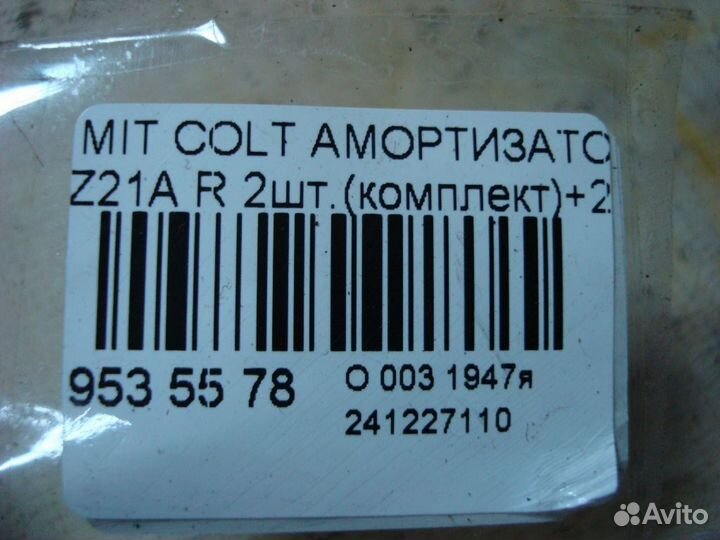 MIT COLT АМОРТИЗАТО
Z21A R 2шт.(комплект)+2
953 55 78
О 003 1947я
241227110
Avito